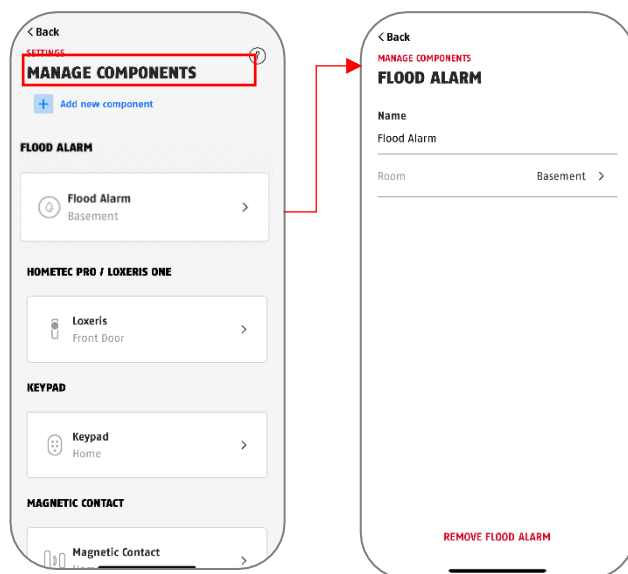 < Back
SETTINGS
?
MANAGE COMPONENTS
+ Add new component
FLOOD ALARM
Flood Alarm
Basement
HOMETEC PRO / LOXERIS ONE
Loxeris
Front Door
KEYPAD
Keypad
Home
MAGNETIC CONTACT
Magnetic Contact
< Back
MANAGE COMPONENTS
FLOOD ALARM
Name
Flood Alarm
Room Basement
REMOVE FLOOD ALARM